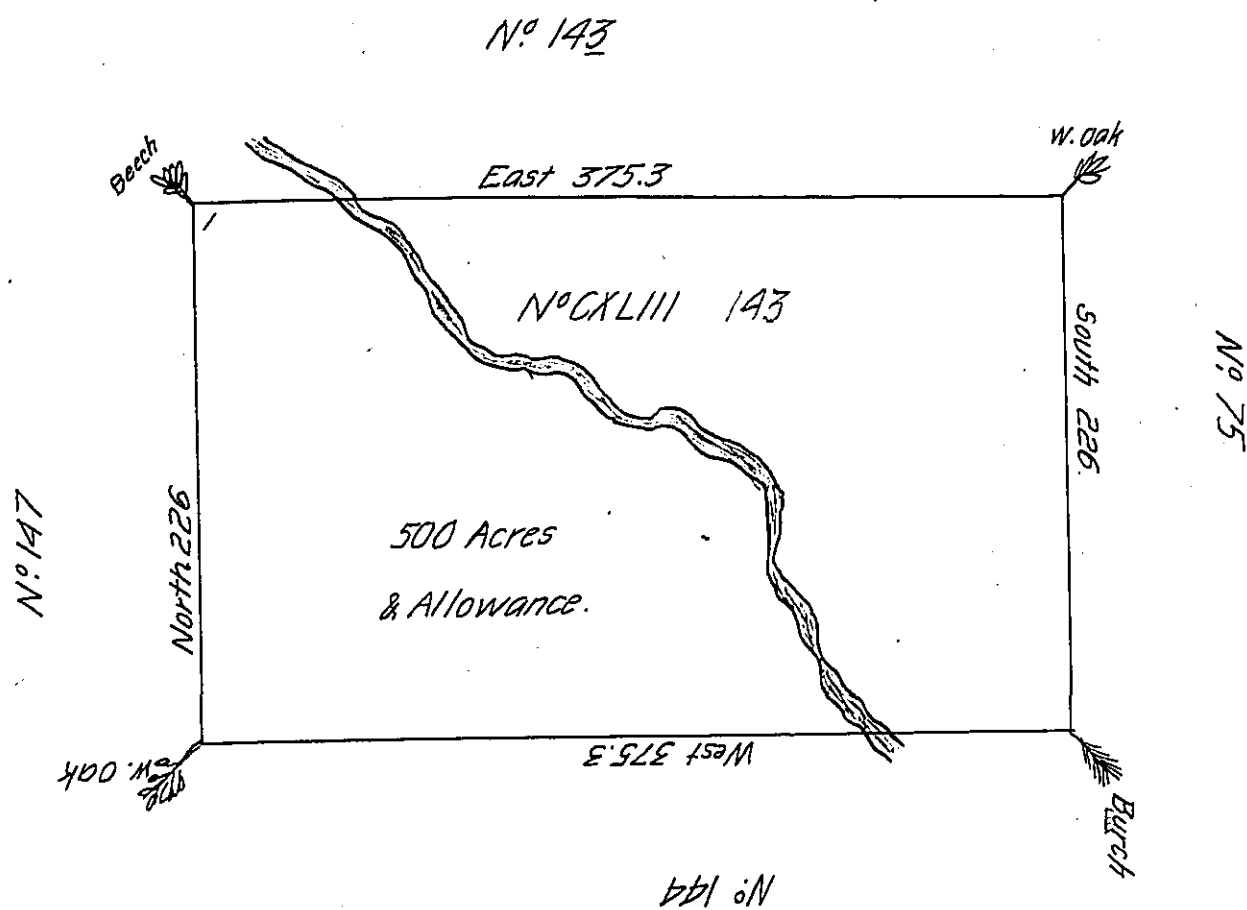 Nº 143
Beech
W. Oak
East 375.3
1
NºCXLIII 143
South 226
Nº 75
Nº 147
North 226
500 Acres
& Allowance.
West 375.3
W. Oak
Burch
Nº 144